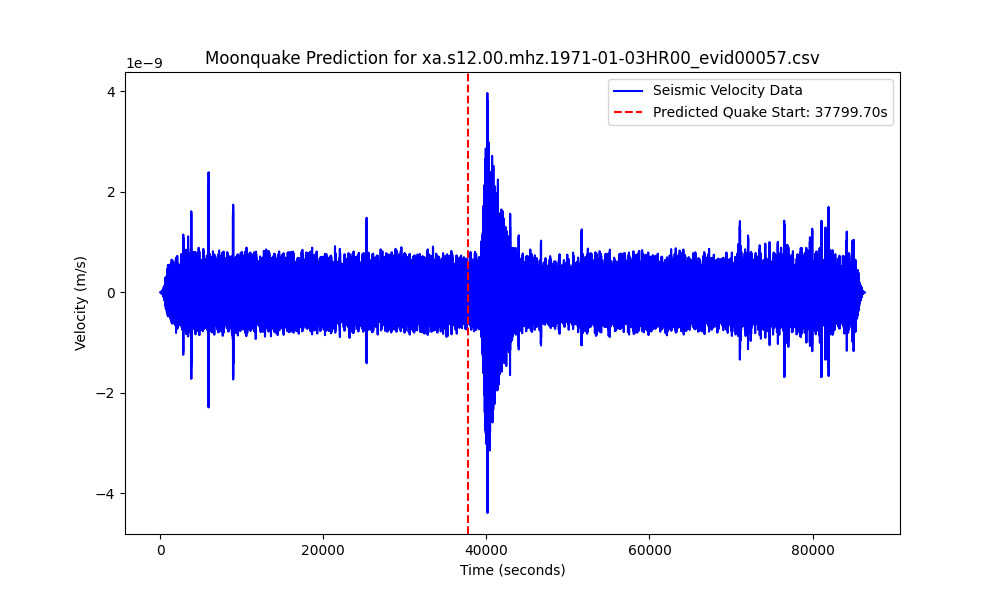 Moonquake Prediction for xa.s12.00.mhz.1971-01-03HR00_evid00057.csv
1e−9
Seismic Velocity Data
Predicted Quake Start: 37799.70s
4
2
0
−2
−4
Velocity (m/s)
0 20000 40000 60000 80000
Time (seconds)